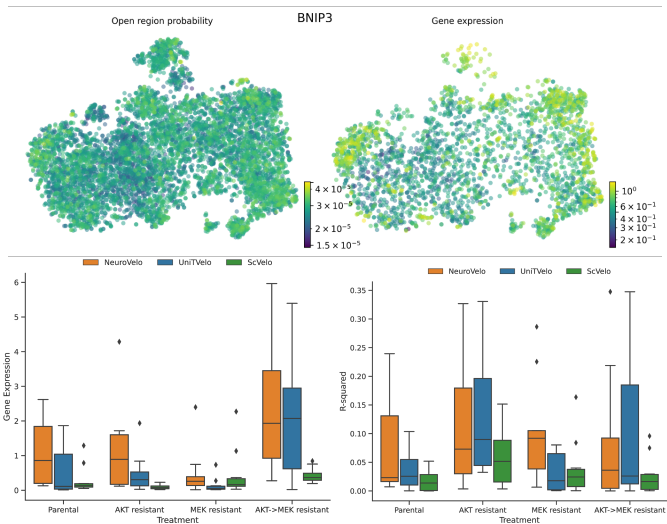 BNIP3
Open region probability
Gene expression
4 × 10⁻⁵
3 × 10⁻⁵
2 × 10⁻⁵
1.5 × 10⁻⁵
10⁰
6 × 10⁻¹
4 × 10⁻¹
3 × 10⁻¹
2 × 10⁻¹
NeuroVelo UniTVelo ScVelo
6
5
4
3
2
1
0
Gene Expression
Parental AKT resistant MEK resistant AKT->MEK resistant
Treatment
NeuroVelo UniTVelo ScVelo
0.35
0.30
0.25
0.20
0.15
0.10
0.05
0.00
R-squared
Parental AKT resistant MEK resistant AKT->MEK resistant
Treatment